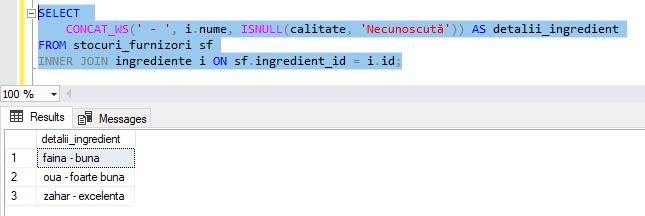 SELECT
CONCAT_WS(' - ', i.nume, ISNULL(calitate, 'Necunoscută')) AS detalii_ingredient
FROM stocuri_furnizori sf
INNER JOIN ingrediente i ON sf.ingredient_id = i.id;
100 %
Results Messages
detalii_ingredient
1 faina - buna
2 oua - foarte buna
3 zahar - excelenta